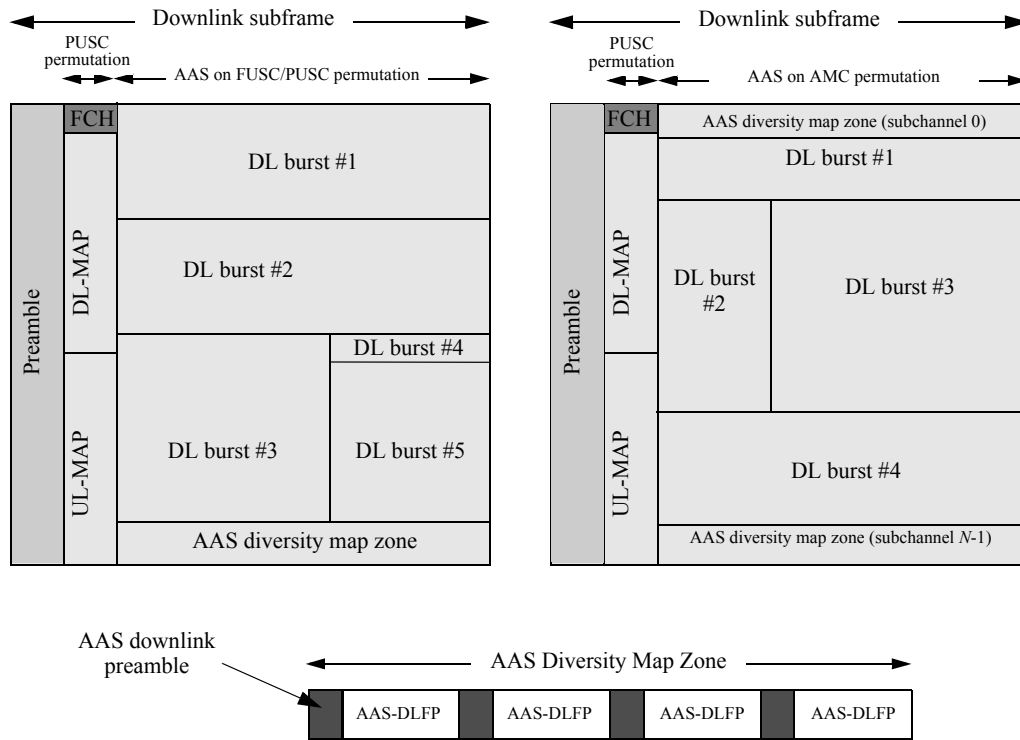 Downlink subframe
PUSC
permutation
AAS on FUSC/PUSC permutation
Preamble
FCH
DL-MAP
UL-MAP
DL burst #1
DL burst #2
DL burst #3
DL burst #4
DL burst #5
AAS diversity map zone
Downlink subframe
PUSC
permutation
AAS on AMC permutation
Preamble
FCH
DL-MAP
UL-MAP
AAS diversity map zone (subchannel 0)
DL burst #1
DL burst
#2
DL burst #3
DL burst #4
AAS diversity map zone (subchannel N-1)
AAS downlink
preamble
AAS Diversity Map Zone
AAS-DLFP
AAS-DLFP
AAS-DLFP
AAS-DLFP